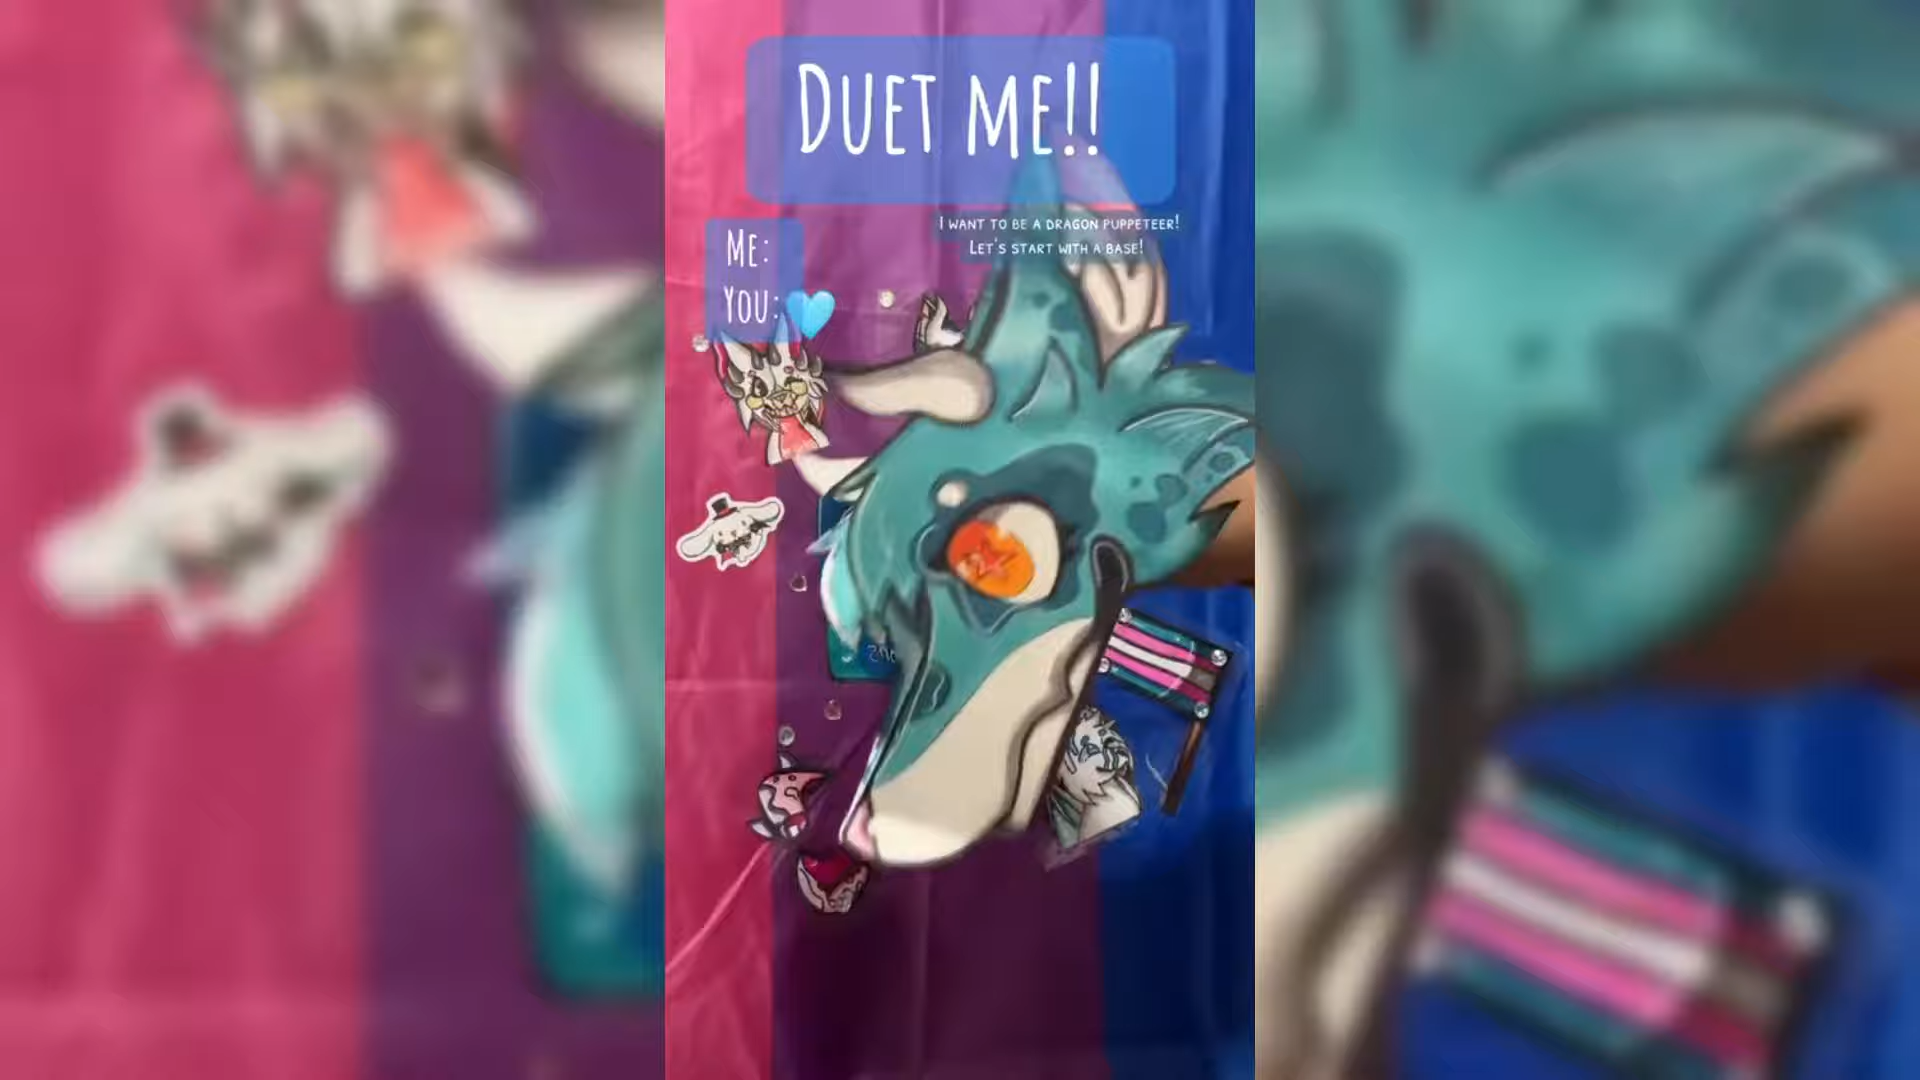 DUET ME!!
I WANT TO BE A DRAGON PUPPETEER!
LET'S START WITH A BASE!
ME:
YOU: